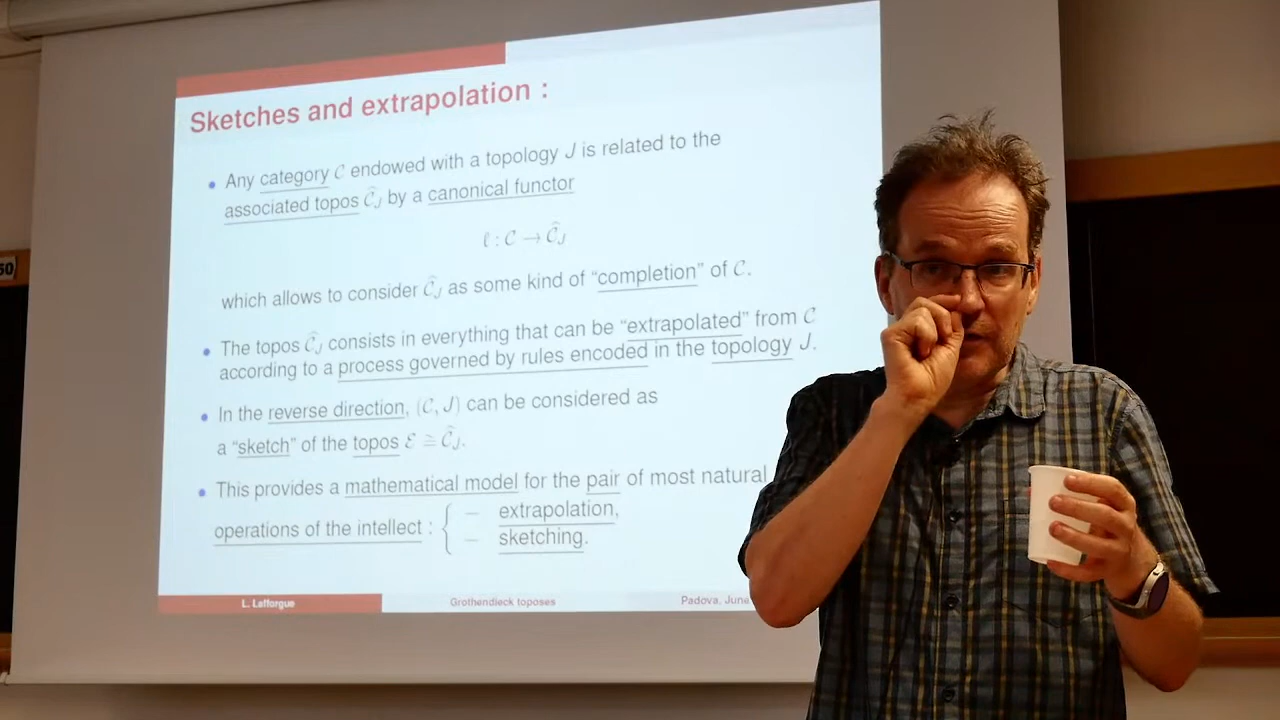 Sketches and extrapolation :
• Any category C endowed with a topology J is related to the
associated topos Ĉ_J by a canonical functor
ℓ : C → Ĉ_J
which allows to consider Ĉ_J as some kind of “completion” of C.
• The topos Ĉ_J consists in everything that can be “extrapolated” from C
according to a process governed by rules encoded in the topology J.
• In the reverse direction, (C, J) can be considered as
a “sketch” of the topos ℰ ≅ Ĉ_J.
• This provides a mathematical model for the pair of most natural
operations of the intellect : { – extrapolation,
– sketching.
L. Lafforgue Grothendieck toposes Padova, June
50